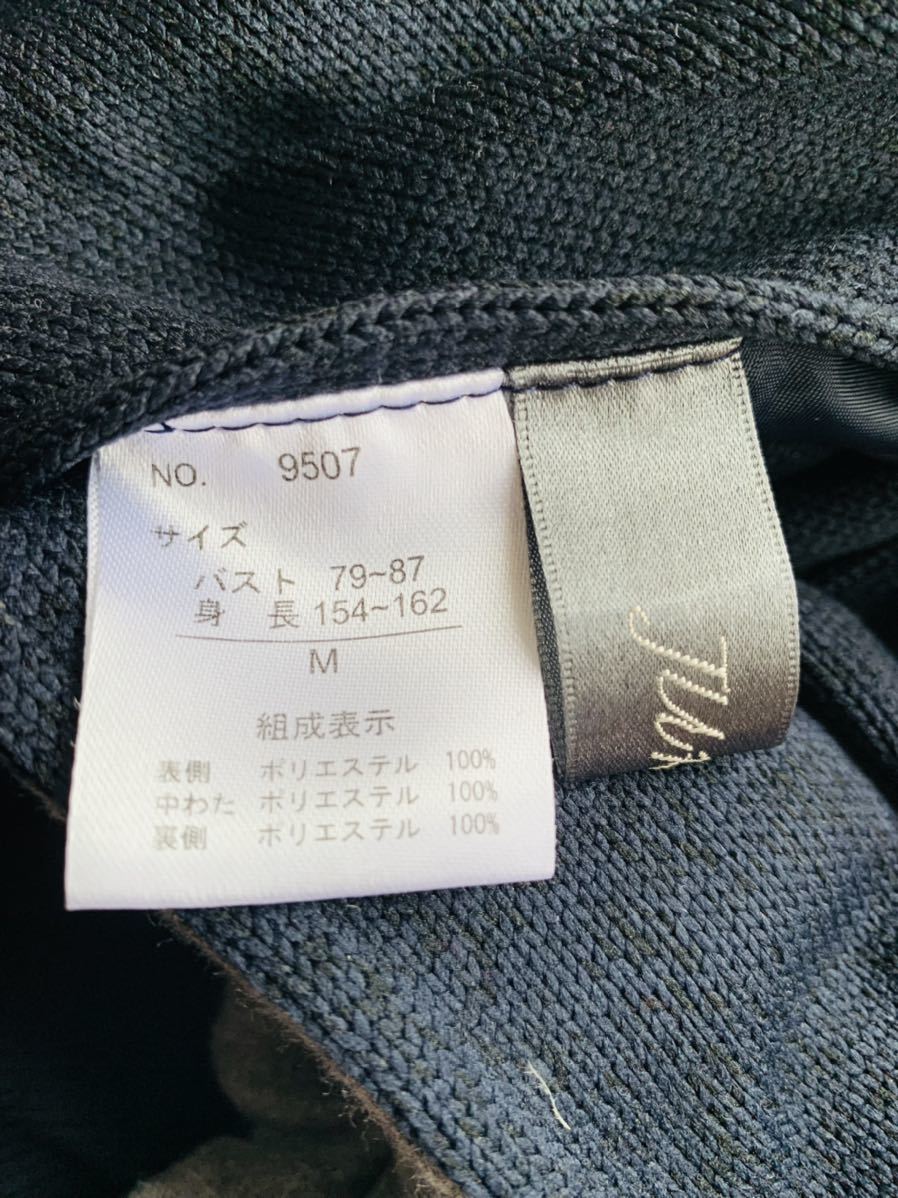 NO. 9507
サイズ
バスト 79~87
身 長 154~162
M
組成表示
表側 ポリエステル 100%
中わた ポリエステル 100%
裏側 ポリエステル 100%